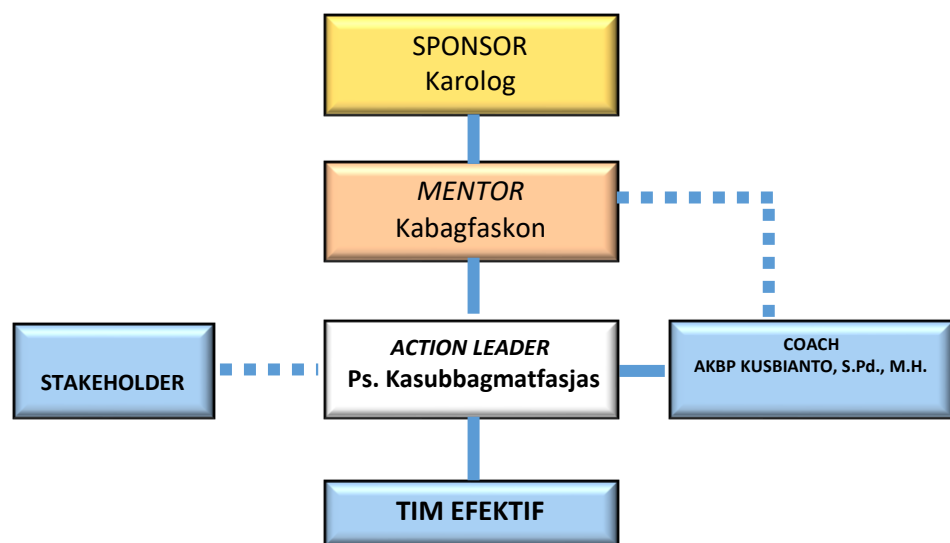 SPONSOR
Karolog
MENTOR
Kabagfaskon
STAKEHOLDER
ACTION LEADER
Ps. Kasubbagmatfasjas
COACH
AKBP KUSBIANTO, S.Pd., M.H.
TIM EFEKTIF